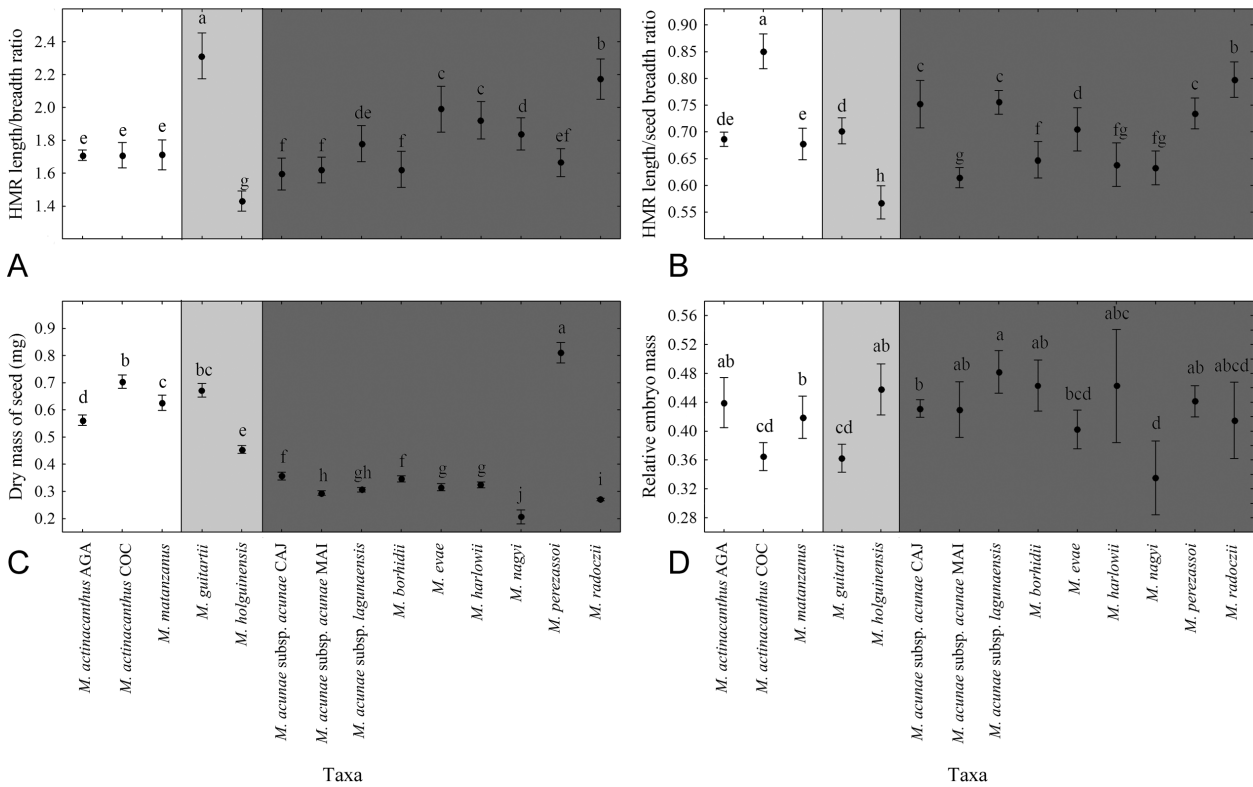 HMR length/breadth ratio
2.4
2.2
2.0
1.8
1.6
1.4
e e e a g f f de f c c d ef b
A
HMR length/seed breadth ratio
0.90
0.85
0.80
0.75
0.70
0.65
0.60
0.55
de a e d h c g c f d fg fg c b
B
Dry mass of seed (mg)
0.9
0.8
0.7
0.6
0.5
0.4
0.3
0.2
d b c bc e f h gh f g g j a i
C
M. actinacanthus AGA
M. actinacanthus COC
M. matanzanus
M. guitartii
M. holguinensis
M. acunae subsp. acunae CAJ
M. acunae subsp. acunae MAI
M. acunae subsp. lagunaensis
M. borhidii
M. evae
M. harlowii
M. nagyi
M. perezassoi
M. radoczii
Taxa
Relative embryo mass
0.56
0.52
0.48
0.44
0.40
0.36
0.32
0.28
ab cd b cd ab b ab a ab bcd abc d ab abcd
D
M. actinacanthus AGA
M. actinacanthus COC
M. matanzanus
M. guitartii
M. holguinensis
M. acunae subsp. acunae CAJ
M. acunae subsp. acunae MAI
M. acunae subsp. lagunaensis
M. borhidii
M. evae
M. harlowii
M. nagyi
M. perezassoi
M. radoczii
Taxa